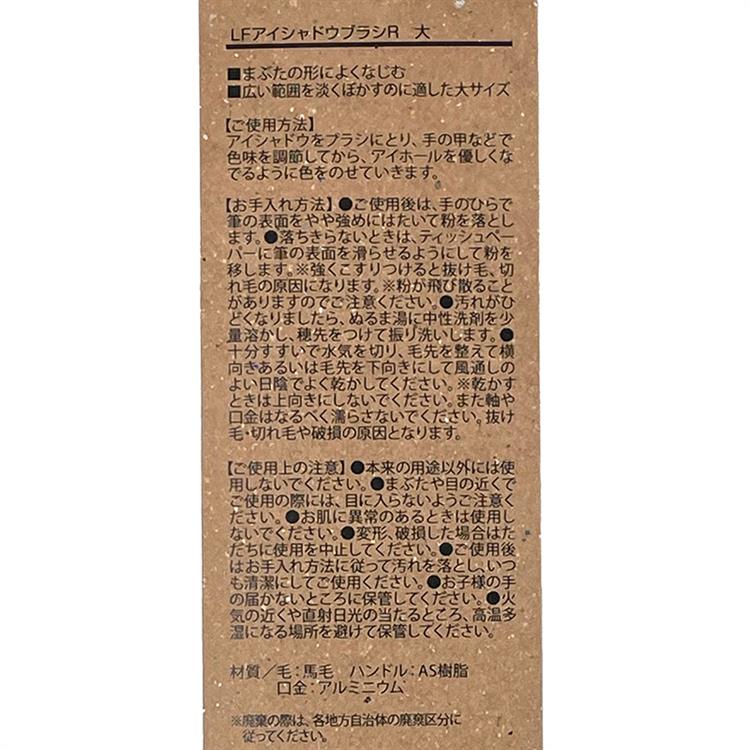 LFアイシャドウブラシR 大
■まぶたの形によくなじむ
■広い範囲を淡くぼかすのに適した大サイズ
【ご使用方法】
アイシャドウをブラシにとり、手の甲などで
色味を調節してから、アイホールを優しくな
でるように色をのせていきます。
【お手入れ方法】●ご使用後は、手のひらで
筆の表面をやや強めにはたいて粉を落とし
ます。●落ちきらないときは、ティッシュペー
パーに筆の表面を滑らせるようにして粉を
移します。※強くこすりつけると抜け毛、切
れ毛の原因になります。※粉が飛び散ること
がありますのでご注意ください。●汚れがひ
どくなりましたら、ぬるま湯に中性洗剤を少
量溶かし、穂先をつけて振り洗いします。●
十分すすいで水気を切り、毛先を整えて横
向きあるいは毛先を下向きにして風通しの
よい日陰でよく乾かしてください。※乾かす
ときは上向きにしないでください。また軸や
口金はなるべく濡らさないでください。抜け
毛・切れ毛や破損の原因となります。
【ご使用上の注意】●本来の用途以外には使
用しないでください。●まぶたや目の近くでご
使用の際には、目に入らないようご注意く
ださい。●お肌に異常のあるときは使用し
ないでください。●変形、破損した場合はた
だちに使用を中止してください。●ご使用後
はお手入れ方法に従って汚れを落とし、いつ
も清潔にしてご使用ください。●お子様の手
の届かないところに保管してください。●火
気の近くや直射日光の当たるところ、高温多
湿になる場所を避けて保管してください。
材質／毛：馬毛 ハンドル：AS樹脂
口金：アルミニウム
※廃棄の際は、各地方自治体の廃棄区分に
従ってください。